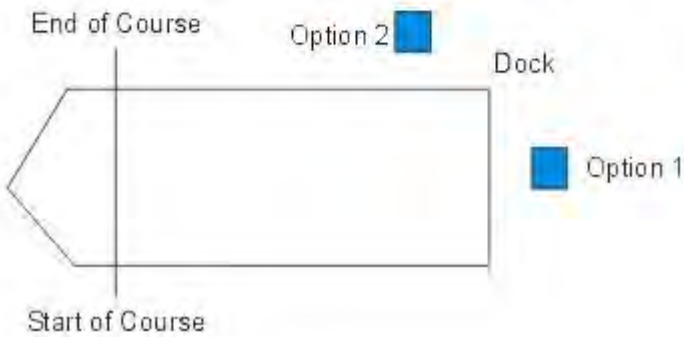 End of Course
Option 2
Dock
Option 1
Start of Course